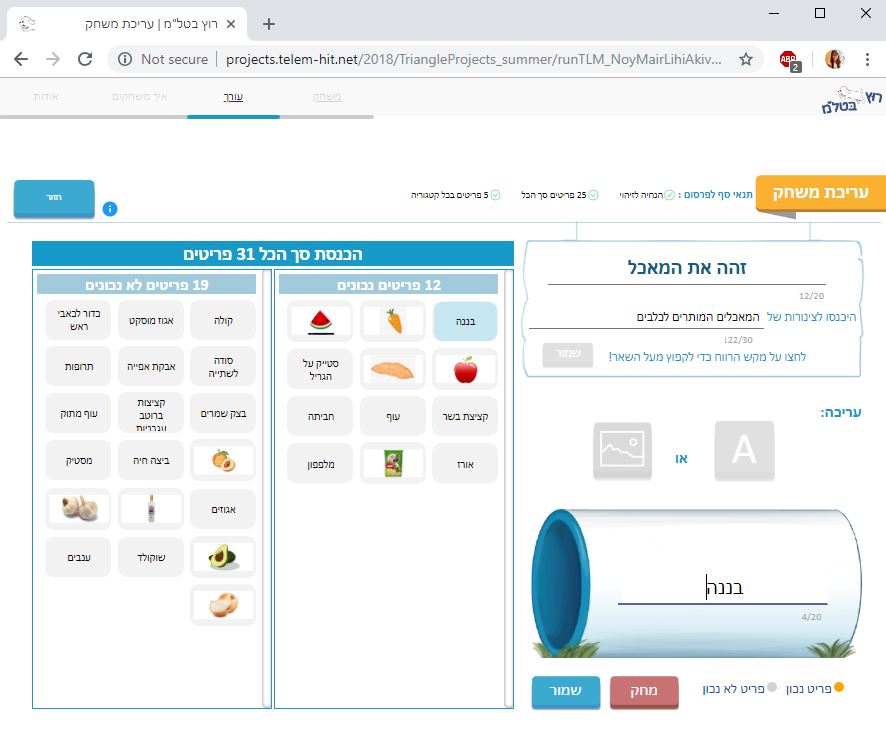 רוץ בטל"מ | עריכת משחק
Not secure
projects.telem-hit.net/2018/TriangleProjects_summer/runTLM_NoyMairLihiAkiv...
ABP
2
רוץ בטל"מ
משחק
עורך
איך משחקים
אודות
עריכת משחק
תנאי סף לפרסום :
הנחיה לזיהוי
25 פריטים סך הכל
5 פריטים בכל קטגוריה
i
חזור
זהה את המאכל
12/20
היכנסו לצינורות של המאכלים המותרים לכלבים
22/30
לחצו על מקש הרווח כדי לקפוץ מעל השאר!
שמור
עריכה:
A
או
בננה
4/20
פריט נכון
פריט לא נכון
מחק
שמור
הכנסת סך הכל 31 פריטים
12 פריטים נכונים
בננה
סטייק על
הגריל
קציצת בשר
עוף
חביתה
אורז
מלפפון
19 פריטים לא נכונים
קולה
אגוז מוסקט
כדור לכאבי
ראש
סודה
לשתייה
אבקת אפייה
תרופות
בצק שמרים
קציצות
ברוטב
עגבניות
עוף מתוק
ביצה חיה
מסטיק
אגוזים
שוקולד
ענבים